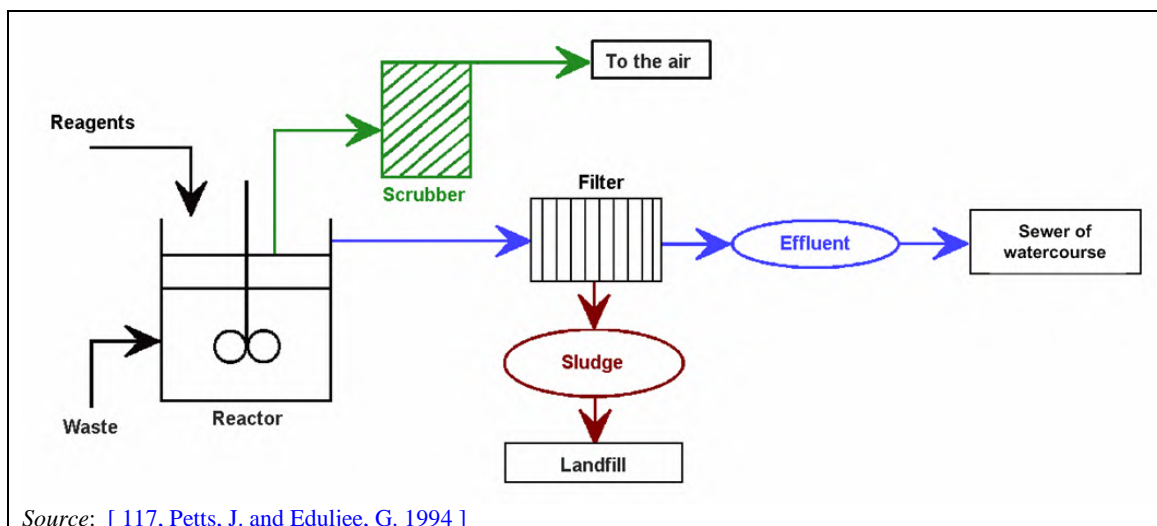 To the air
Reagents
Scrubber
Filter
Effluent
Sewer of
watercourse
Sludge
Reactor
Waste
Landfill
Source: [ 117, Petts, J. and Eduljee, G. 1994 ]